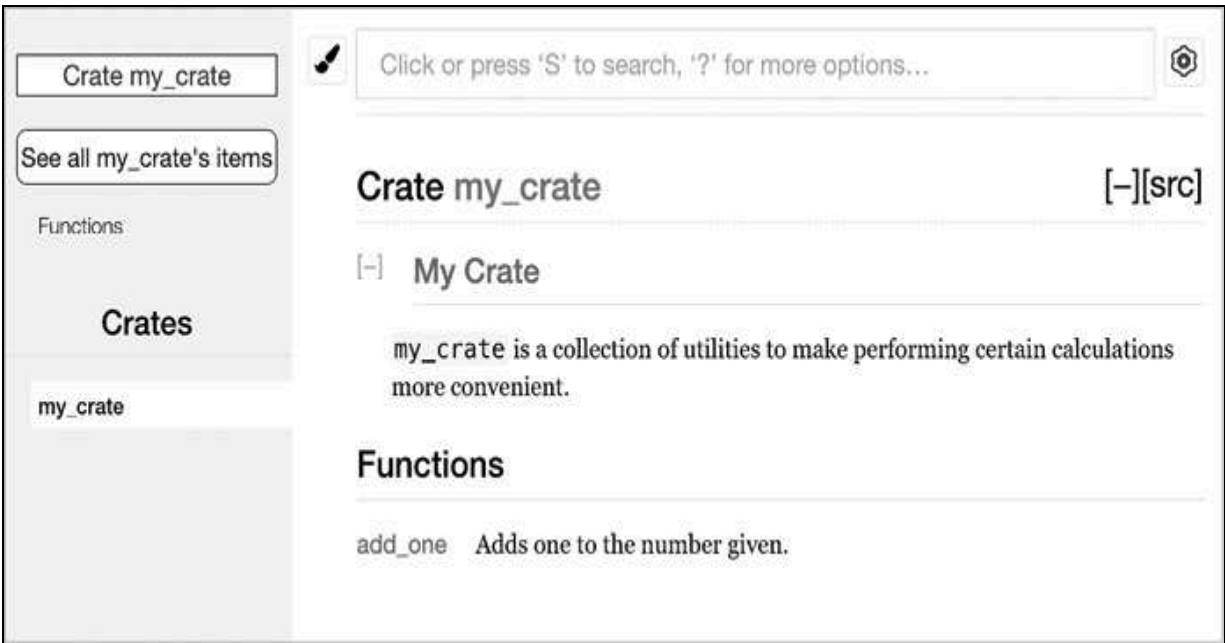 Crate my_crate
See all my_crate's items
Functions
Crates
my_crate
Click or press ‘S’ to search, ‘?’ for more options…
Crate my_crate [–][src]
[–] My Crate
my_crate is a collection of utilities to make performing certain calculations
more convenient.
Functions
add_one Adds one to the number given.